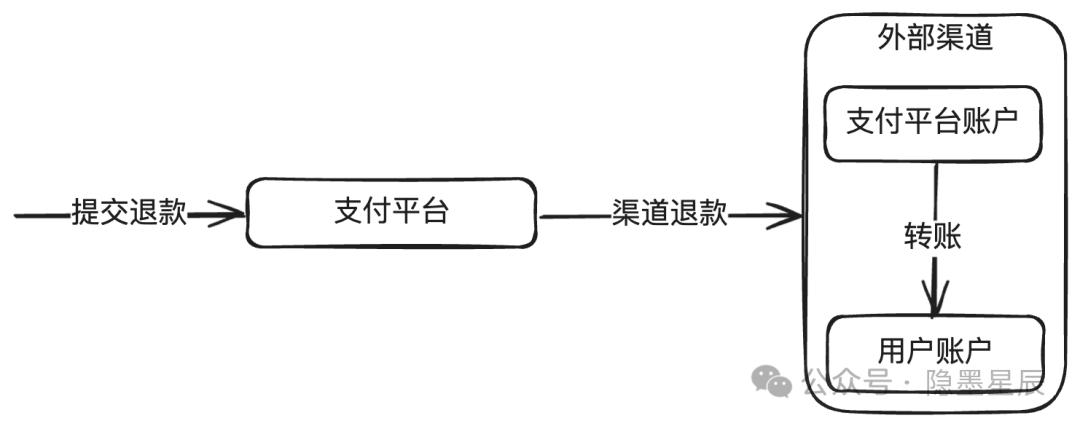 外部渠道
支付平台账户
提交退款
支付平台
渠道退款
转账
用户账户
公众号 · 隐墨星辰